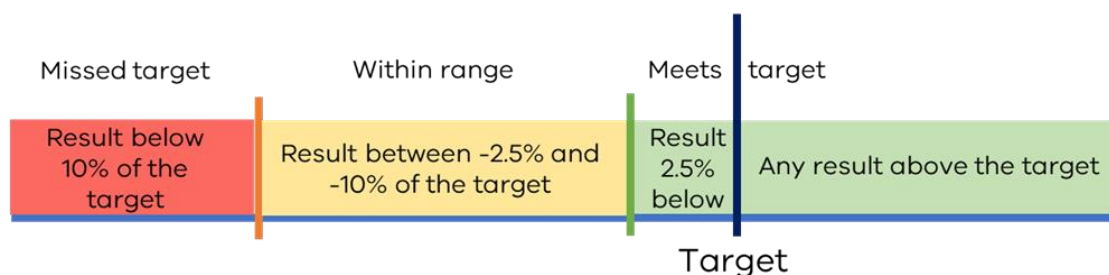 Missed target
Within range
Meets target
Result below
10% of the
target
Result between -2.5% and
-10% of the target
Result
2.5%
below
Any result above the target
Target